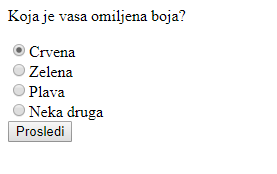 Koja je vasa omiljena boja?
Crvena
Zelena
Plava
Neka druga
Prosledi